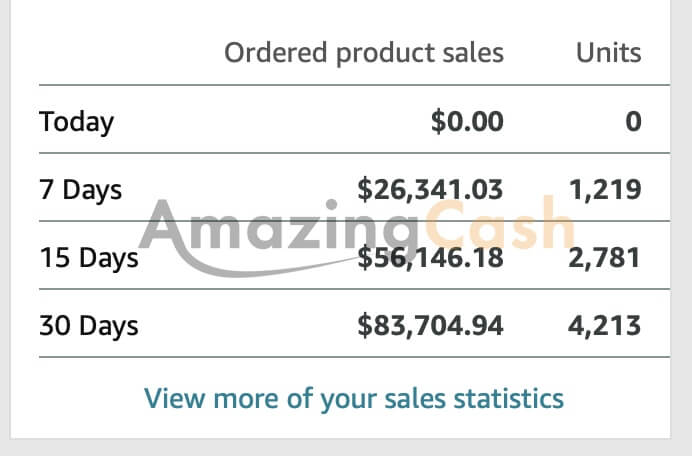 Ordered product sales Units
Today $0.00 0
7 Days $26,341.03 1,219
AmazingCash
15 Days $56,146.18 2,781
30 Days $83,704.94 4,213
View more of your sales statistics